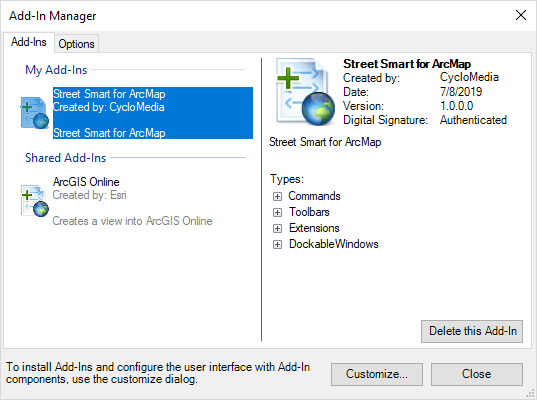 Add-In Manager
Add-Ins
Options
My Add-Ins
Street Smart for ArcMap
Created by: CycloMedia
Street Smart for ArcMap
Shared Add-Ins
ArcGIS Online
Created by: Esri
Creates a view into ArcGIS Online
Street Smart for ArcMap
Created by: CycloMedia
Date: 7/8/2019
Version: 1.0.0.0
Digital Signature: Authenticated
Street Smart for ArcMap
Types:
Commands
Toolbars
Extensions
DockableWindows
Delete this Add-In
To install Add-Ins and configure the user interface with Add-In
components, use the customize dialog.
Customize...
Close